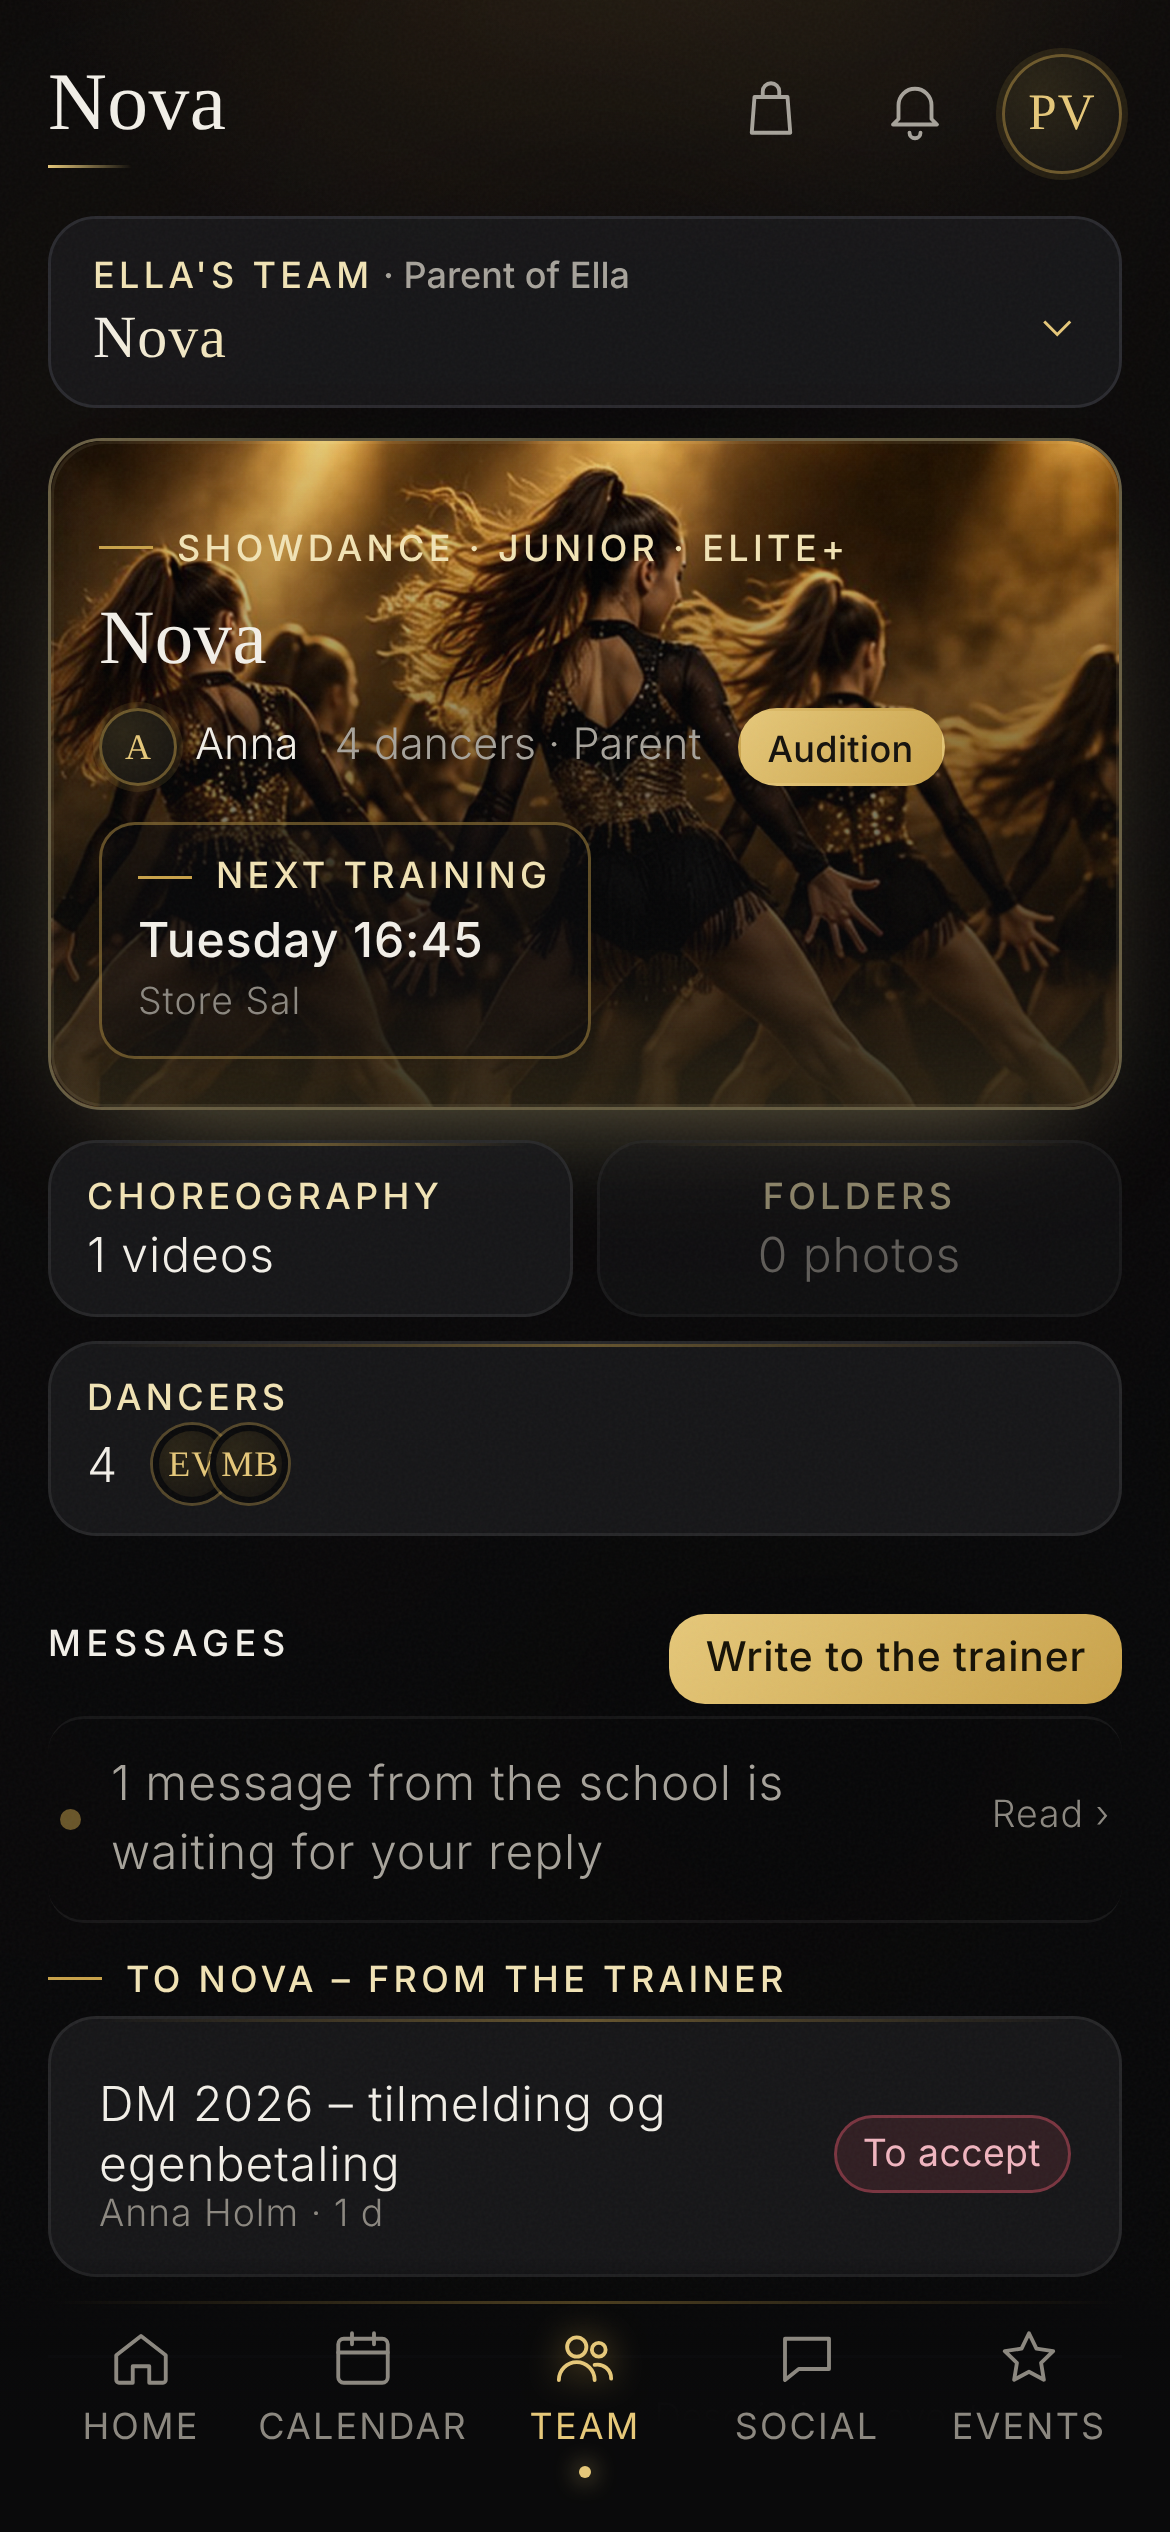 Nova
PV
ELLA'S TEAM · Parent of Ella
Nova
SHOWDANCE · JUNIOR · ELITE+
Nova
A Anna 4 dancers · Parent Audition
NEXT TRAINING
Tuesday 16:45
Store Sal
CHOREOGRAPHY
1 videos
FOLDERS
0 photos
DANCERS
4 EV MB
MESSAGES
Write to the trainer
1 message from the school is
waiting for your reply
Read ›
TO NOVA – FROM THE TRAINER
DM 2026 – tilmelding og
egenbetaling
To accept
Anna Holm · 1 d
HOME CALENDAR TEAM SOCIAL EVENTS